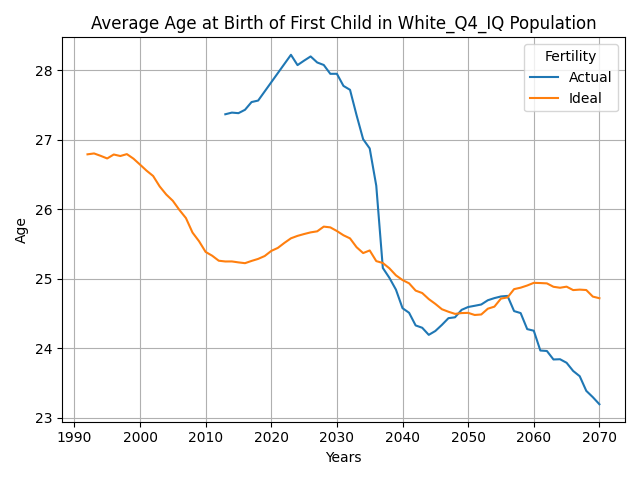 Average Age at Birth of First Child in White_Q4_IQ Population
Fertility
Actual
Ideal
Age
28
27
26
25
24
23
1990 2000 2010 2020 2030 2040 2050 2060 2070
Years